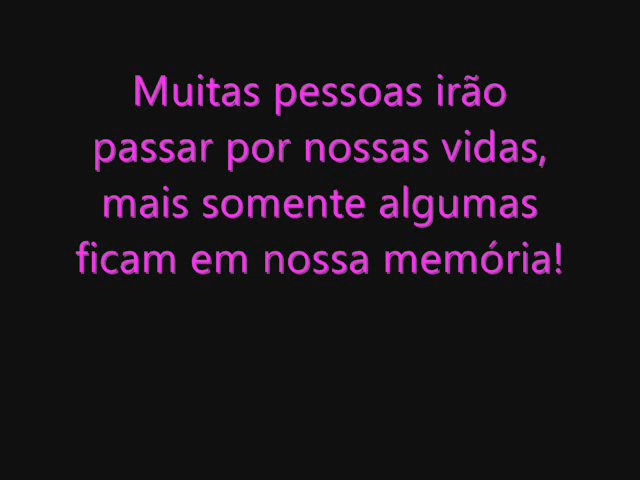 Muitas pessoas irão
passar por nossas vidas,
mais somente algumas
ficam em nossa memória!